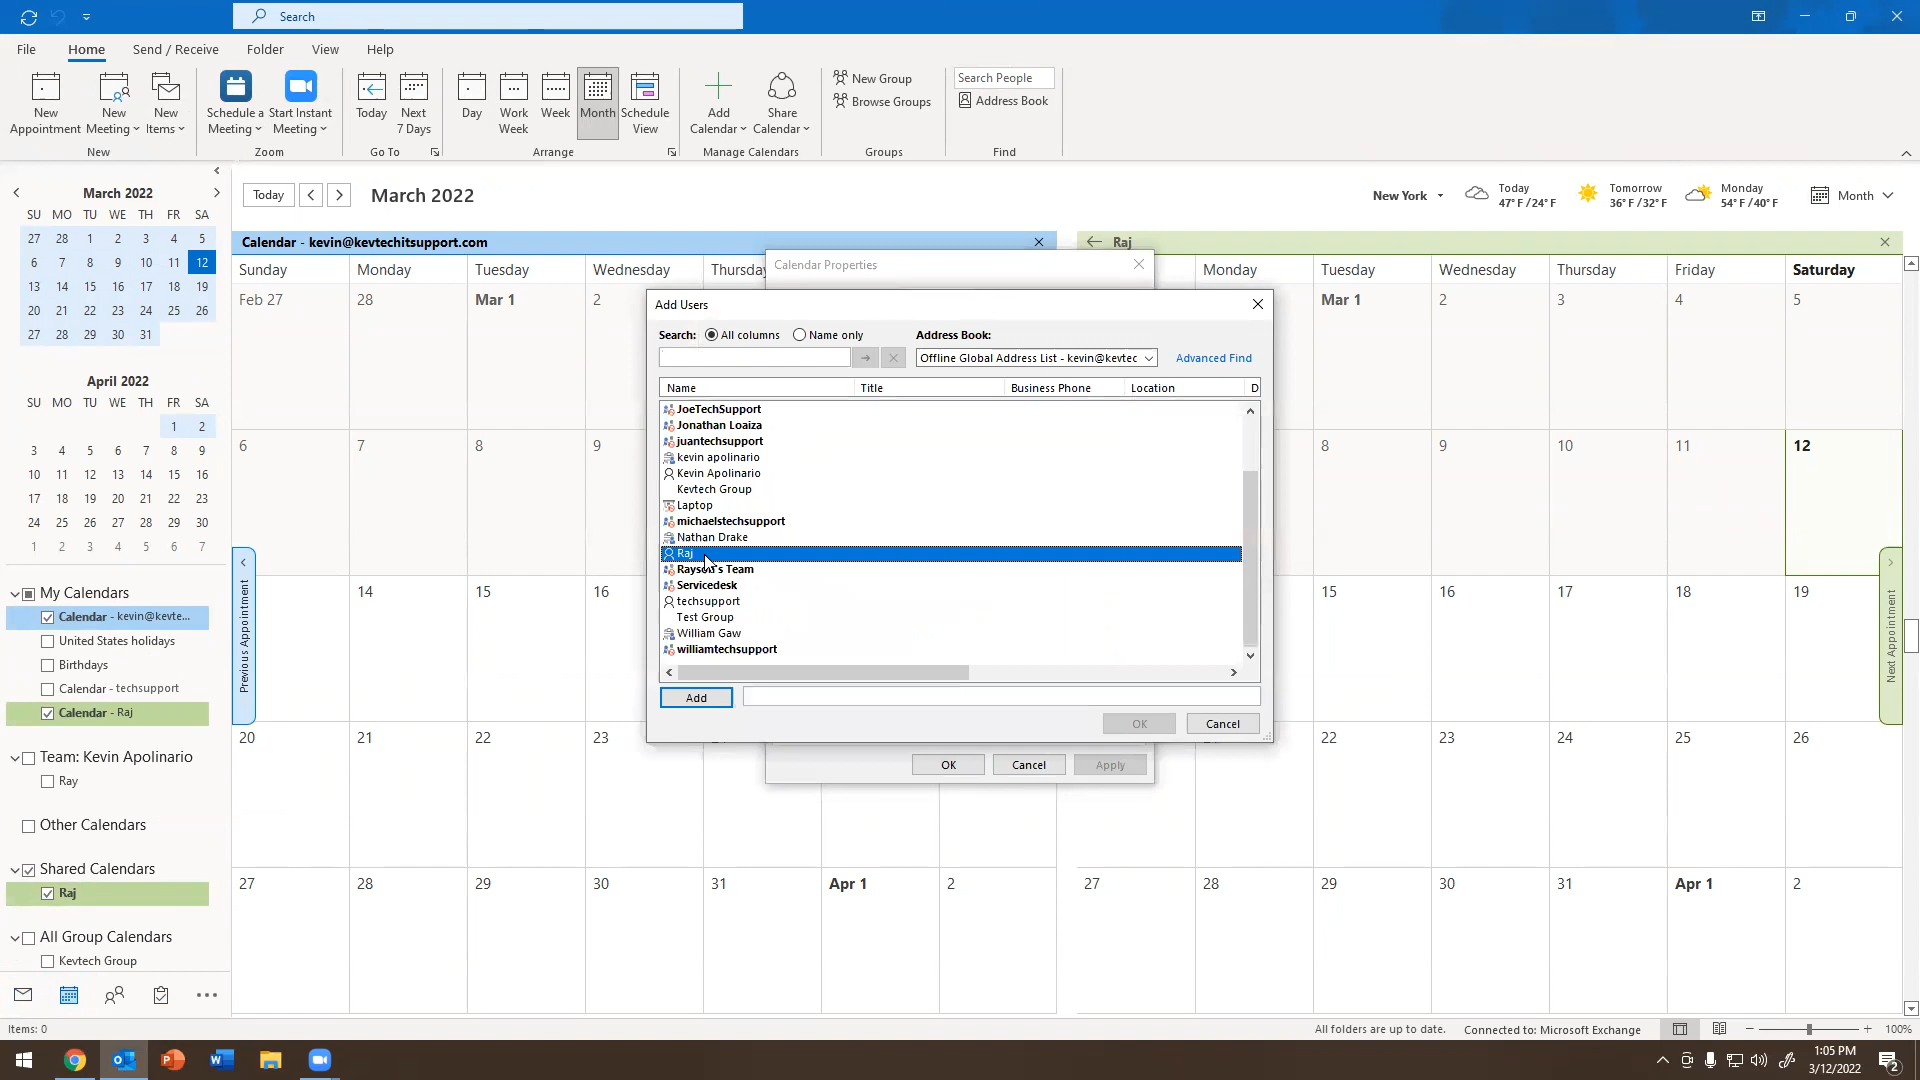 Search
File Home Send / Receive Folder View Help
New Appointment
New Meeting
New Items
New
Schedule a Meeting
Start Instant Meeting
Zoom
Today
Next 7 Days
Go To
Day
Work Week
Week
Month
Schedule View
Arrange
Add Calendar
Share Calendar
Manage Calendars
New Group
Browse Groups
Groups
Search People
Address Book
Find
March 2022
SU MO TU WE TH FR SA
27 28 1 2 3 4 5
6 7 8 9 10 11 12
13 14 15 16 17 18 19
20 21 22 23 24 25 26
27 28 29 30 31
April 2022
SU MO TU WE TH FR SA
1 2
3 4 5 6 7 8 9
10 11 12 13 14 15 16
17 18 19 20 21 22 23
24 25 26 27 28 29 30
1 2 3 4 5 6 7
My Calendars
Calendar - kevin@kevte...
United States holidays
Birthdays
Calendar - techsupport
Calendar - Raj
Team: Kevin Apolinario
Ray
Other Calendars
Shared Calendars
Raj
All Group Calendars
Kevtech Group
Today
March 2022
New York
Today
47°F/24°F
Tomorrow
36°F/32°F
Monday
54°F/40°F
Month
Calendar - kevin@kevtechitsupport.com
Sunday Monday Tuesday Wednesday Thursday
Feb 27 28 Mar 1 2
6 7 8 9
14 15 16
20 21 22 23
27 28 29 30 31 Apr 1 2
Previous Appointment
Raj
Monday Tuesday Wednesday Thursday Friday Saturday
Mar 1 2 3 4 5
8 9 10 11 12
15 16 17 18 19
22 23 24 25 26
27 28 29 30 31 Apr 1 2
Next Appointment
Calendar Properties
Add Users
Search: All columns Name only
Address Book:
Offline Global Address List - kevin@kevtec
Advanced Find
Name Title Business Phone Location D
JoeTechSupport
Jonathan Loaiza
juantechsupport
kevin apolinario
Kevin Apolinario
Kevtech Group
Laptop
michaelstechsupport
Nathan Drake
Raj
Rayson's Team
Servicedesk
techsupport
Test Group
William Gaw
williamtechsupport
Add
OK Cancel
OK Cancel Apply
Items: 0
All folders are up to date.
Connected to: Microsoft Exchange
100%
1:05 PM
3/12/2022
2